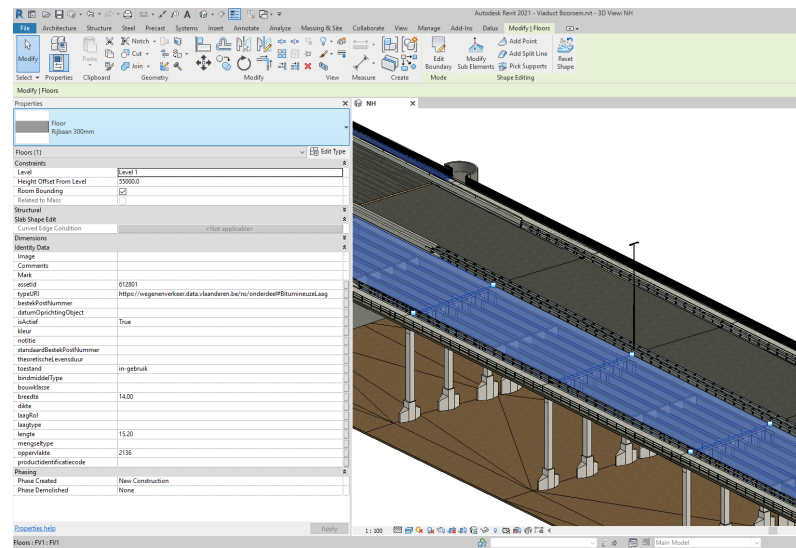 Autodesk Revit 2021 - Viaduct Boorsem.rvt - 3D View: NH
File Architecture Structure Steel Precast Systems Insert Annotate Analyze Massing & Site Collaborate View Manage Add-Ins Dalux Modify | Floors
Modify
Paste
Notch
Cut
Join
Edit Boundary
Modify Sub Elements
Add Point
Add Split Line
Pick Supports
Reset Shape
Select Properties Clipboard Geometry Modify View Measure Create Mode Shape Editing
Modify | Floors
Properties
NH
Floor
Rijbaan 300mm
Floors (1) Edit Type
Constraints
Level Level 1
Height Offset From Level 55000.0
Room Bounding
Related to Mass
Structural
Slab Shape Edit
Curved Edge Condition <Not applicable>
Dimensions
Identity Data
Image
Comments
Mark
assetId 612801
typeURI https://wegenenverkeer.data.vlaanderen.be/ns/onderdeel#BitumineuzeLaag
bestekPostNummer
datumOprichtingObject
isActief True
kleur
notitie
standaardBestekPostNummer
theoretischeLevensduur
toestand in-gebruik
bindmiddelType
bouwklasse
breedte 14.00
dikte
laagRol
laagtype
lengte 15.20
mengseltype
oppervlakte 2136
productidentificatiecode
Phasing
Phase Created New Construction
Phase Demolished None
Properties help Apply
1 : 100
Floors : FV1 : FV1
Main Model